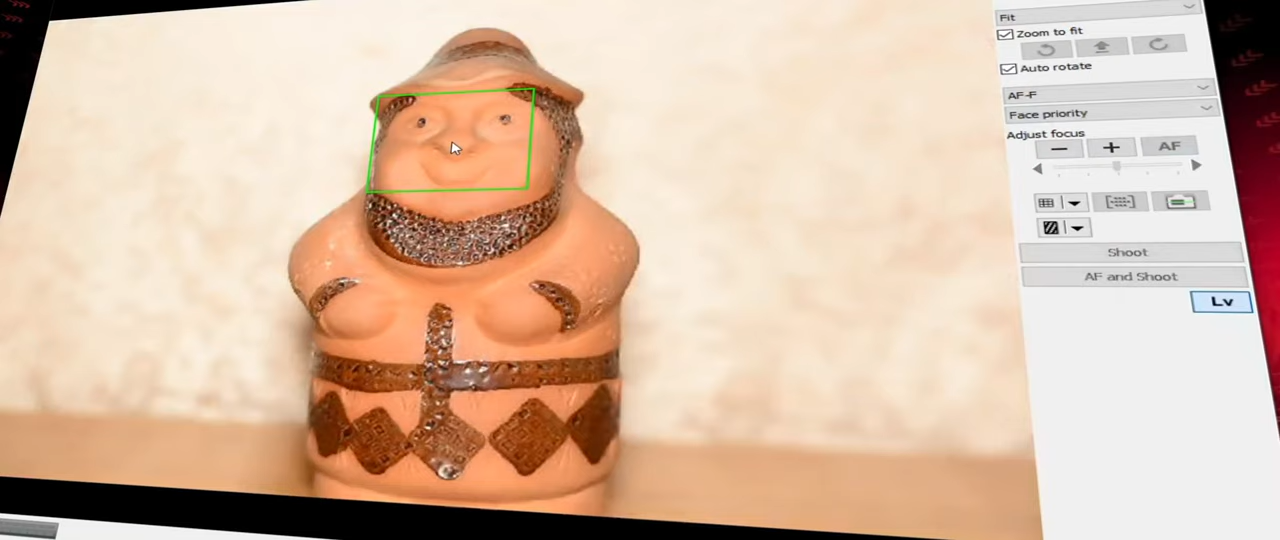 Fit
Zoom to fit
Auto rotate
AF-F
Face priority
Adjust focus
AF
Shoot
AF and Shoot
Lv